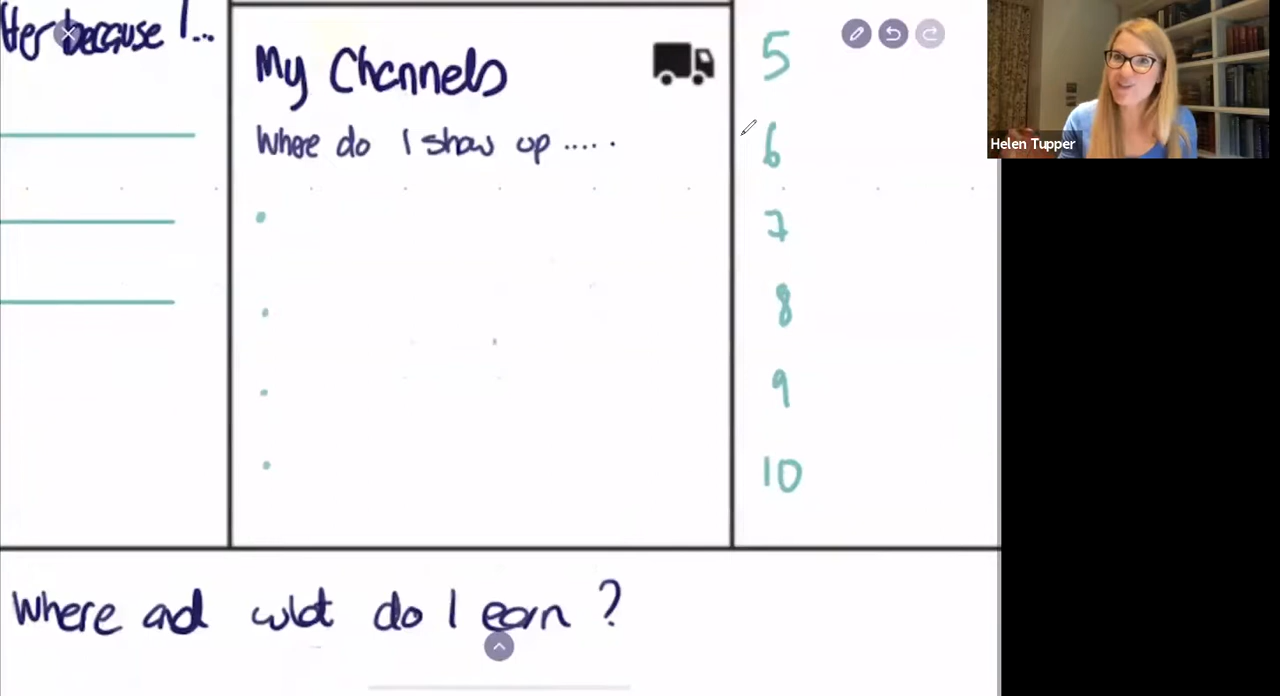 because I...
My Channels
Where do I show up .....
5
6
7
8
9
10
Where and what do I earn ?
Helen Tupper